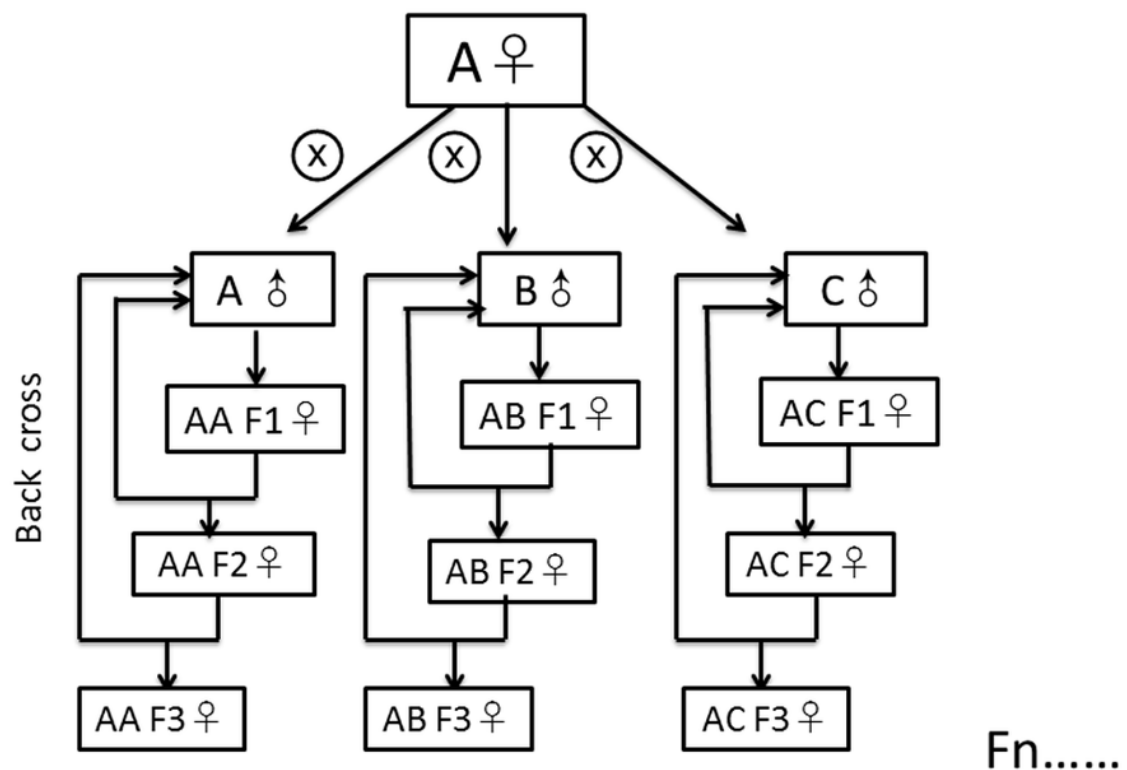 A ♀
X X X
A ♂ B ♂ C ♂
AA F1 ♀ AB F1 ♀ AC F1 ♀
Back cross
AA F2 ♀ AB F2 ♀ AC F2 ♀
AA F3 ♀ AB F3 ♀ AC F3 ♀
Fn......